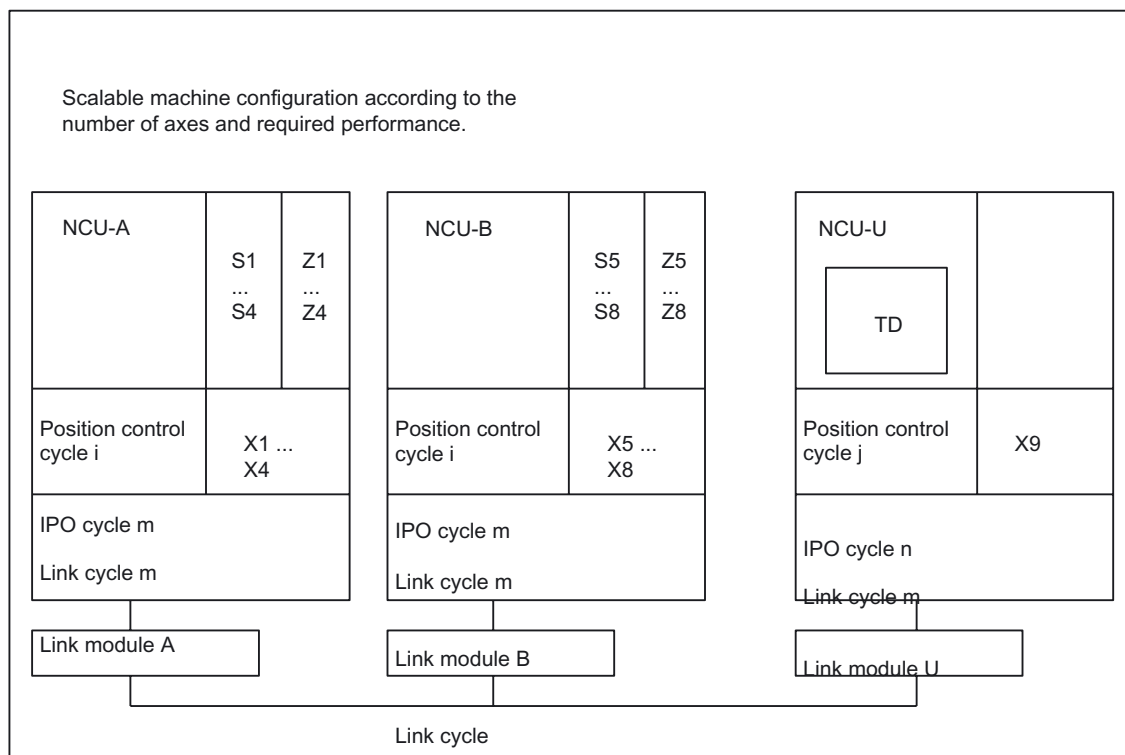 Scalable machine configuration according to the
number of axes and required performance.
NCU-A
S1
...
S4
Z1
...
Z4
Position control
cycle i
X1 ...
X4
IPO cycle m
Link cycle m
Link module A
NCU-B
S5
...
S8
Z5
...
Z8
Position control
cycle i
X5 ...
X8
IPO cycle m
Link cycle m
Link module B
NCU-U
TD
Position control
cycle j
X9
IPO cycle n
Link cycle m
Link module U
Link cycle